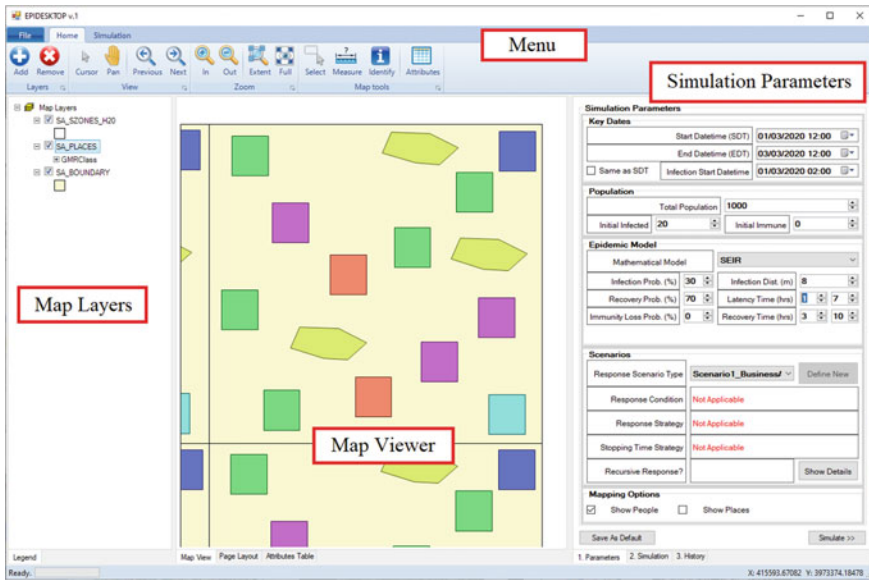 EPIDESKTOP v.1
File Home Simulation
Menu
Add Remove Cursor Pan Previous Next In Out Extent Full Select Measure Identify Attributes
Layers View Zoom Map tools
Simulation Parameters
Map Layers
SA_SZONES_H20
SA_PLACES
GMRClass
SA_BOUNDARY
Map Layers
Map Viewer
Simulation Parameters
Key Dates
Start Datetime (SDT) 01/03/2020 12:00
End Datetime (EDT) 03/03/2020 12:00
Same as SDT Infection Start Datetime 01/03/2020 02:00
Population
Total Population 1000
Initial Infected 20 Initial Immune 0
Epidemic Model
Mathematical Model SEIR
Infection Prob. (%) 30 Infection Dist. (m) 8
Recovery Prob. (%) 70 Latency Time (hrs) 1 7
Immunity Loss Prob. (%) 0 Recovery Time (hrs) 3 10
Scenarios
Response Scenario Type Scenario1_Business/ Define New
Response Condition Not Applicable
Response Strategy Not Applicable
Stopping Time Strategy Not Applicable
Recursive Response? Show Details
Mapping Options
Show People Show Places
Save As Default Simulate >>
Legend Map View Page Layout Attributes Table 1. Parameters 2. Simulation 3. History
Ready. X: 415593.67082 Y: 3973374.18478